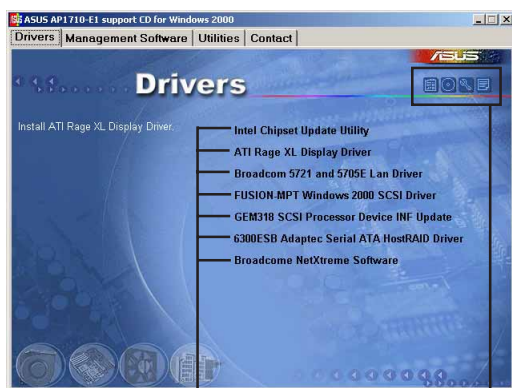 ASUS AP1710-E1 support CD for Windows 2000
Drivers Management Software Utilities Contact
ASUS
Drivers
Install ATI Rage XL Display Driver.
Intel Chipset Update Utility
ATI Rage XL Display Driver
Broadcom 5721 and 5705E Lan Driver
FUSION-MPT Windows 2000 SCSI Driver
GEM318 SCSI Processor Device INF Update
6300ESB Adaptec Serial ATA HostRAID Driver
Broadcome NetXtreme Software